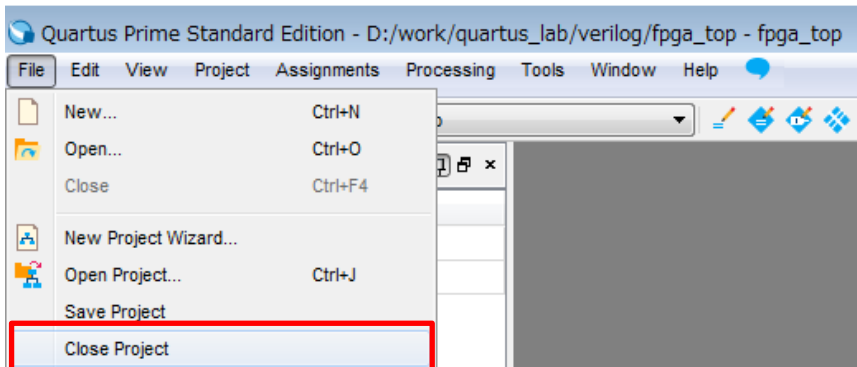 Quartus Prime Standard Edition - D:/work/quartus_lab/verilog/fpga_top - fpga_top
File Edit View Project Assignments Processing Tools Window Help
New... Ctrl+N
Open... Ctrl+O
Close Ctrl+F4
New Project Wizard...
Open Project... Ctrl+J
Save Project
Close Project